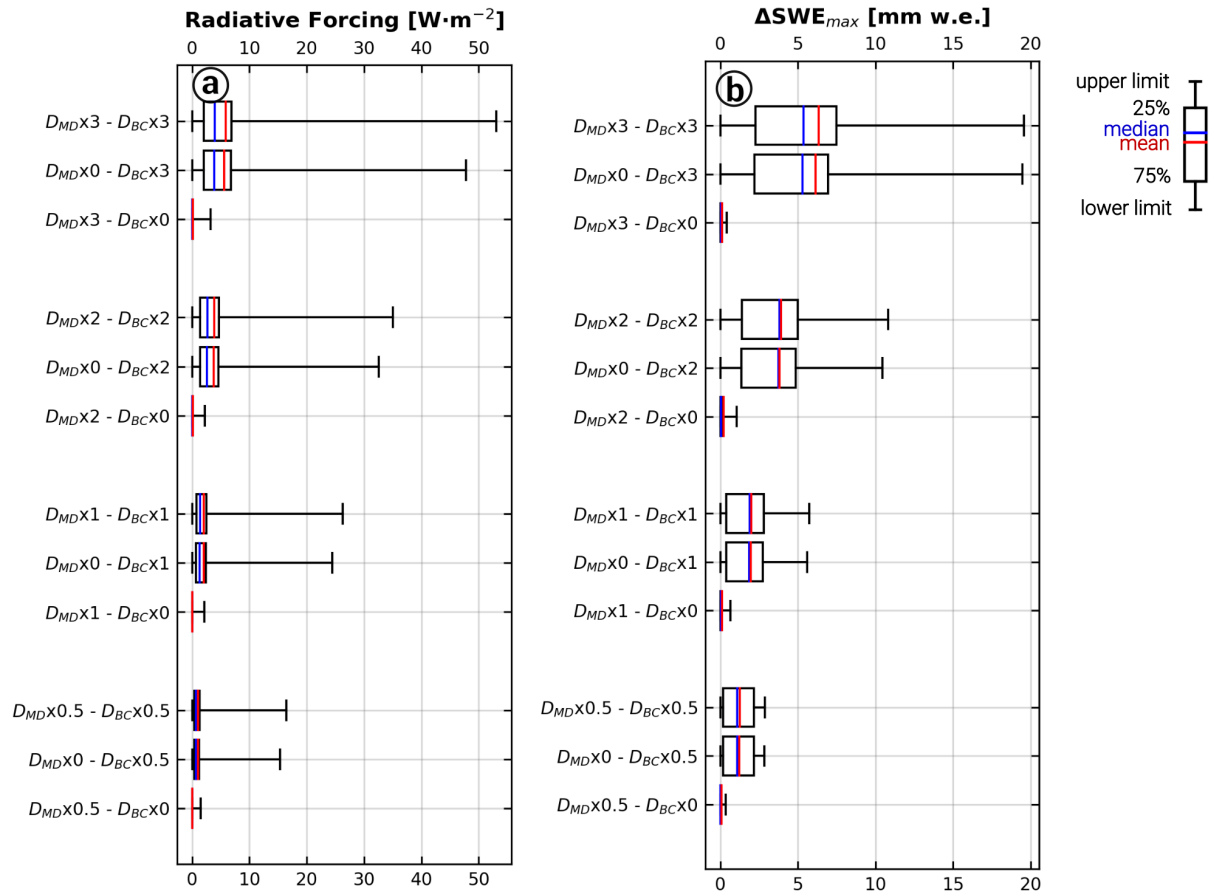 Radiative Forcing [W·m⁻²]
0 10 20 30 40 50
a
D_MDx3 - D_BCx3
D_MDx0 - D_BCx3
D_MDx3 - D_BCx0
D_MDx2 - D_BCx2
D_MDx0 - D_BCx2
D_MDx2 - D_BCx0
D_MDx1 - D_BCx1
D_MDx0 - D_BCx1
D_MDx1 - D_BCx0
D_MDx0.5 - D_BCx0.5
D_MDx0 - D_BCx0.5
D_MDx0.5 - D_BCx0
0 10 20 30 40 50
ΔSWE_max [mm w.e.]
0 5 10 15 20
b
D_MDx3 - D_BCx3
D_MDx0 - D_BCx3
D_MDx3 - D_BCx0
D_MDx2 - D_BCx2
D_MDx0 - D_BCx2
D_MDx2 - D_BCx0
D_MDx1 - D_BCx1
D_MDx0 - D_BCx1
D_MDx1 - D_BCx0
D_MDx0.5 - D_BCx0.5
D_MDx0 - D_BCx0.5
D_MDx0.5 - D_BCx0
0 5 10 15 20
upper limit
25%
median
mean
75%
lower limit